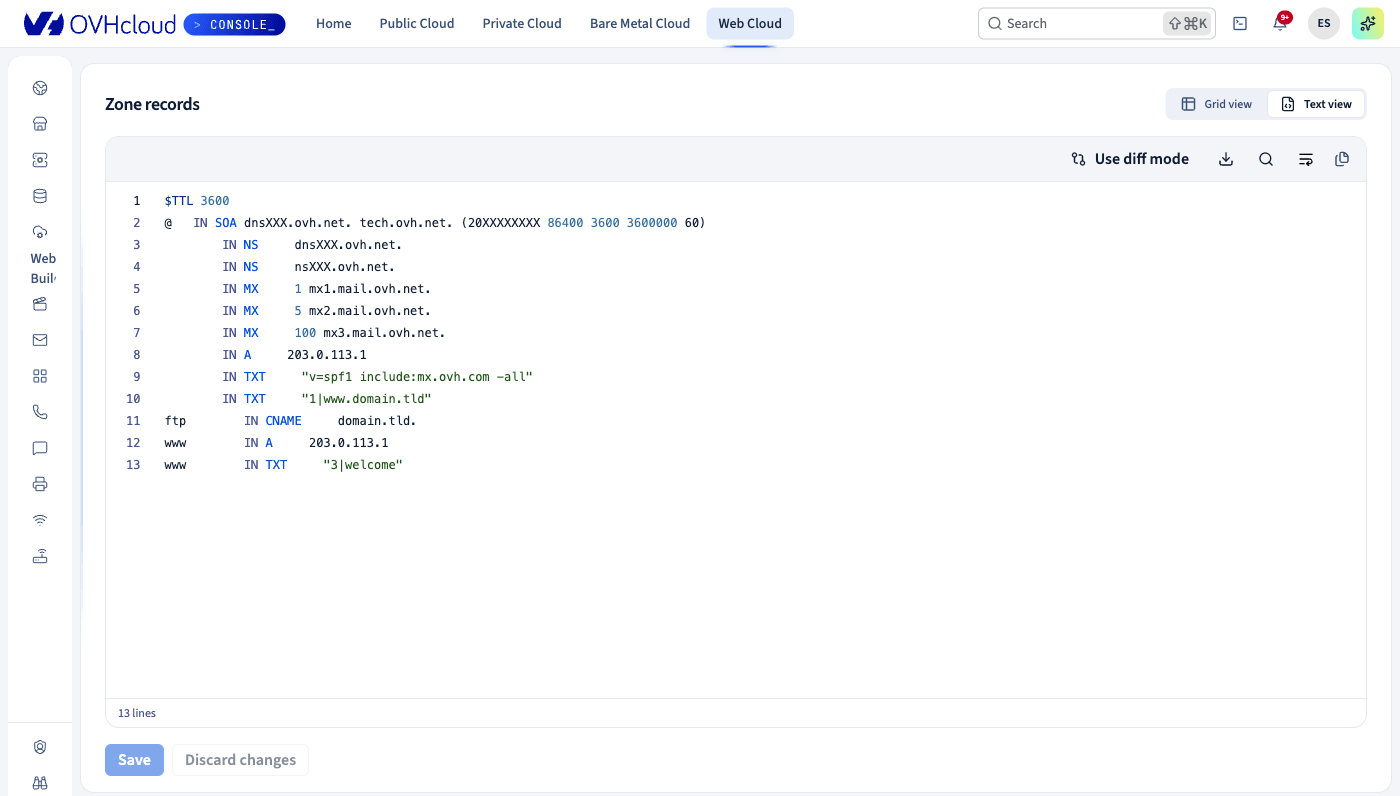 OVHcloud > CONSOLE_ Home Public Cloud Private Cloud Bare Metal Cloud Web Cloud Search ⇧⌘K 9+ ES
Web
Buil
Zone records
Grid view Text view
Use diff mode
1 $TTL 3600
2 @ IN SOA dnsXXX.ovh.net. tech.ovh.net. (20XXXXXXXX 86400 3600 3600000 60)
3 IN NS dnsXXX.ovh.net.
4 IN NS nsXXX.ovh.net.
5 IN MX 1 mx1.mail.ovh.net.
6 IN MX 5 mx2.mail.ovh.net.
7 IN MX 100 mx3.mail.ovh.net.
8 IN A 203.0.113.1
9 IN TXT "v=spf1 include:mx.ovh.com -all"
10 IN TXT "1|www.domain.tld"
11 ftp IN CNAME domain.tld.
12 www IN A 203.0.113.1
13 www IN TXT "3|welcome"
13 lines
Save Discard changes